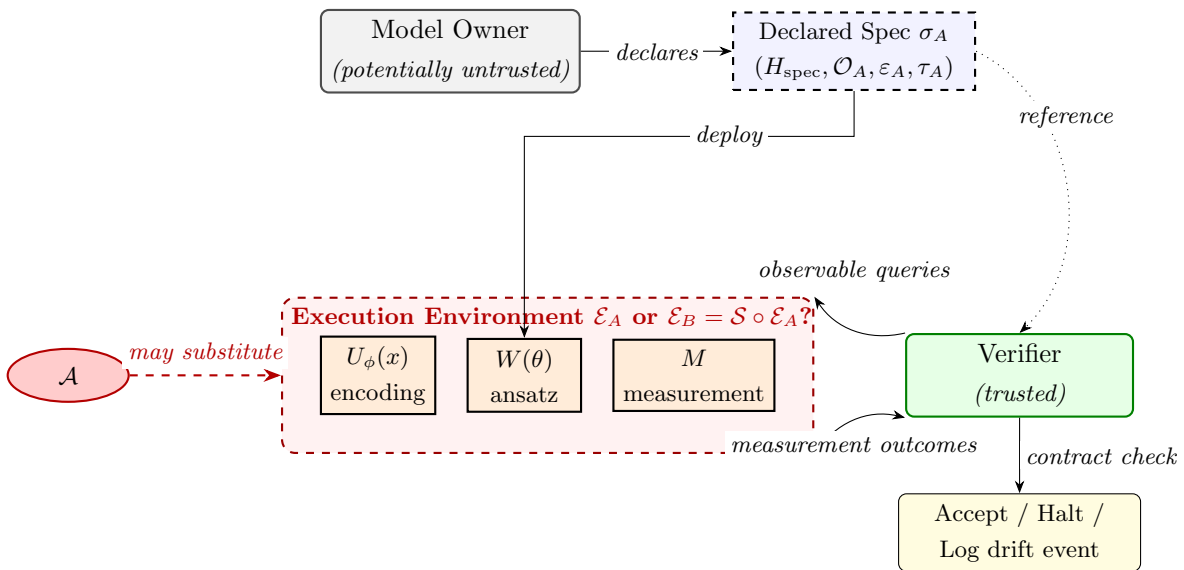 Model Owner
(potentially untrusted)
declares
Declared Spec σ_A
(H_spec, 𝒪_A, ε_A, τ_A)
reference
deploy
observable queries
Execution Environment ℰ_A or ℰ_B = 𝒮 ∘ ℰ_A?
may substitute
𝒜
U_ϕ(x)
encoding
W(θ)
ansatz
M
measurement
Verifier
(trusted)
measurement outcomes
contract check
Accept / Halt /
Log drift event